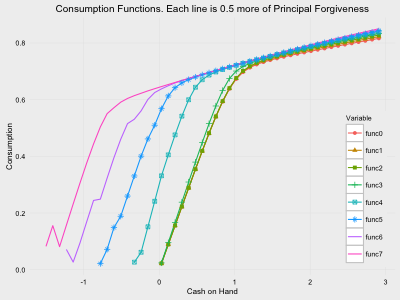 Consumption Functions. Each line is 0.5 more of Principal Forgiveness
0.8
0.6
0.4
0.2
0.0
Consumption
-1
0
1
2
3
Cash on Hand
Variable
func0
func1
func2
func3
func4
func5
func6
func7